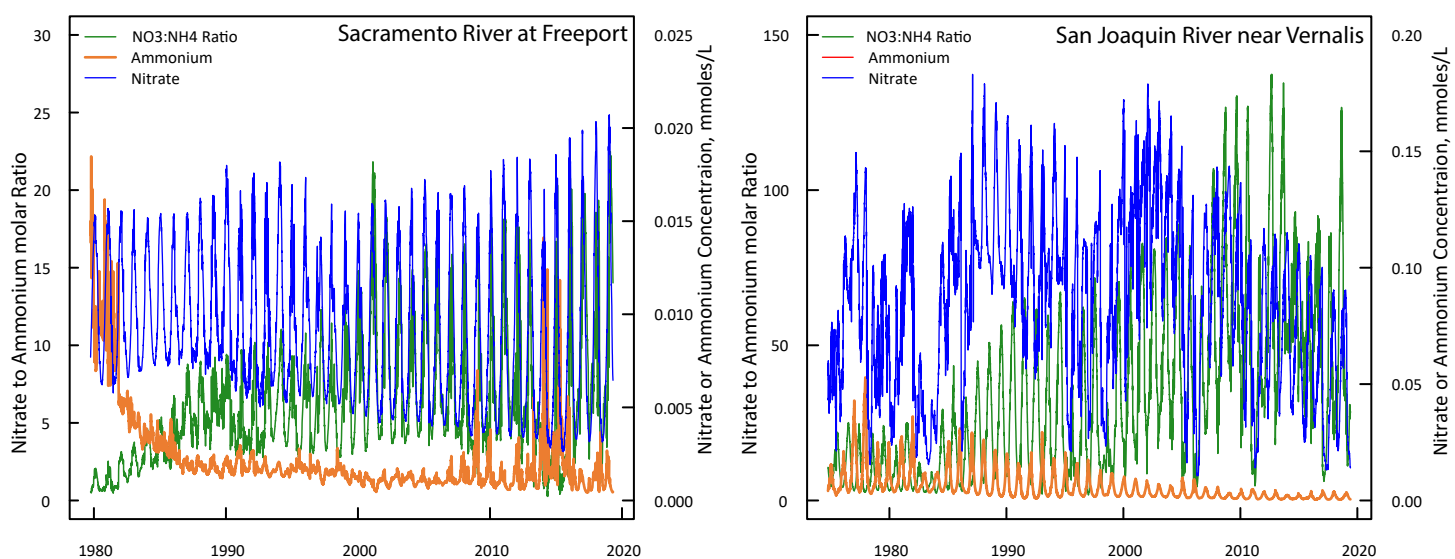 Sacramento River at Freeport
NO3:NH4 Ratio
Ammonium
Nitrate
Nitrate to Ammonium molar Ratio
30
25
20
15
10
5
0
0.025
0.020
0.015
0.010
0.005
0.000
Nitrate or Ammonium Concentraion, mmoles/L
1980
1990
2000
2010
2020
San Joaquin River near Vernalis
NO3:NH4 Ratio
Ammonium
Nitrate
Nitrate to Ammonium molar Ratio
150
100
50
0
0.20
0.15
0.10
0.05
0.00
Nitrate or Ammonium Concentraion, mmoles/L
1980
1990
2000
2010
2020